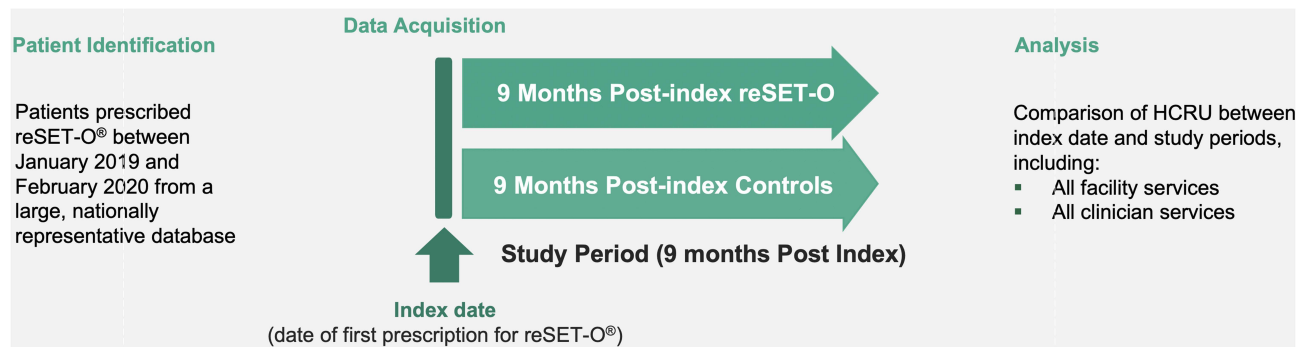 Patient Identification
Patients prescribed
reSET-O® between
January 2019 and
February 2020 from a
large, nationally
representative database
Data Acquisition
9 Months Post-index reSET-O
9 Months Post-index Controls
Study Period (9 months Post Index)
Index date
(date of first prescription for reSET-O®)
Analysis
Comparison of HCRU between
index date and study periods,
including:
▪ All facility services
▪ All clinician services